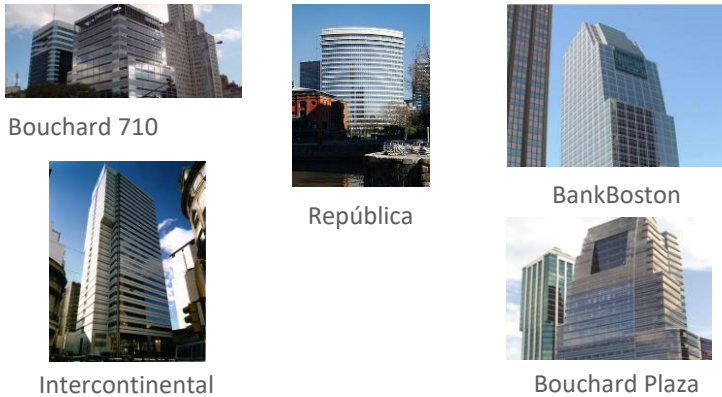 Bouchard 710
República
BankBoston
Intercontinental
Bouchard Plaza